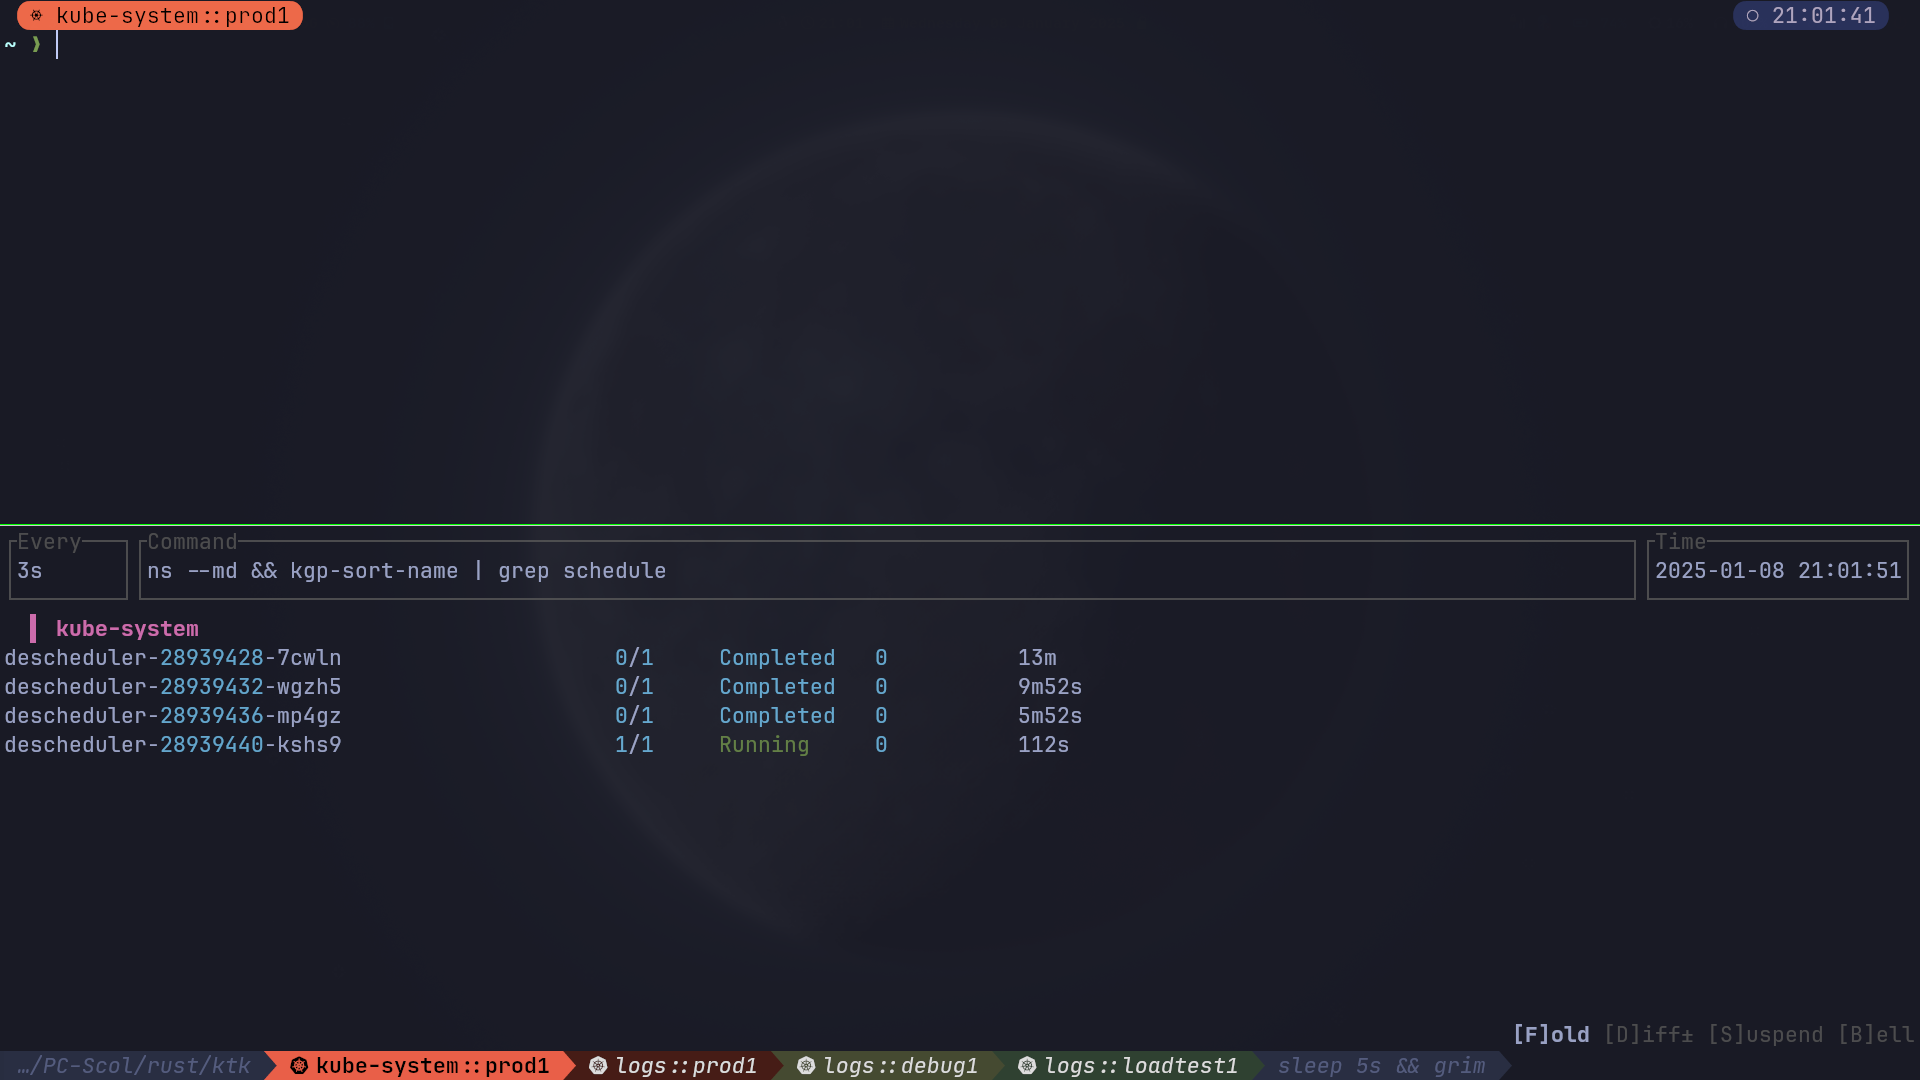 kube-system::prod1 21:01:41
~ ❱
Every Command Time
3s ns --md && kgp-sort-name | grep schedule 2025-01-08 21:01:51
kube-system
descheduler-28939428-7cwln 0/1 Completed 0 13m
descheduler-28939432-wgzh5 0/1 Completed 0 9m52s
descheduler-28939436-mp4gz 0/1 Completed 0 5m52s
descheduler-28939440-kshs9 1/1 Running 0 112s
[F]old [D]iff± [S]uspend [B]ell
…/PC-Scol/rust/ktk kube-system::prod1 logs::prod1 logs::debug1 logs::loadtest1 sleep 5s && grim